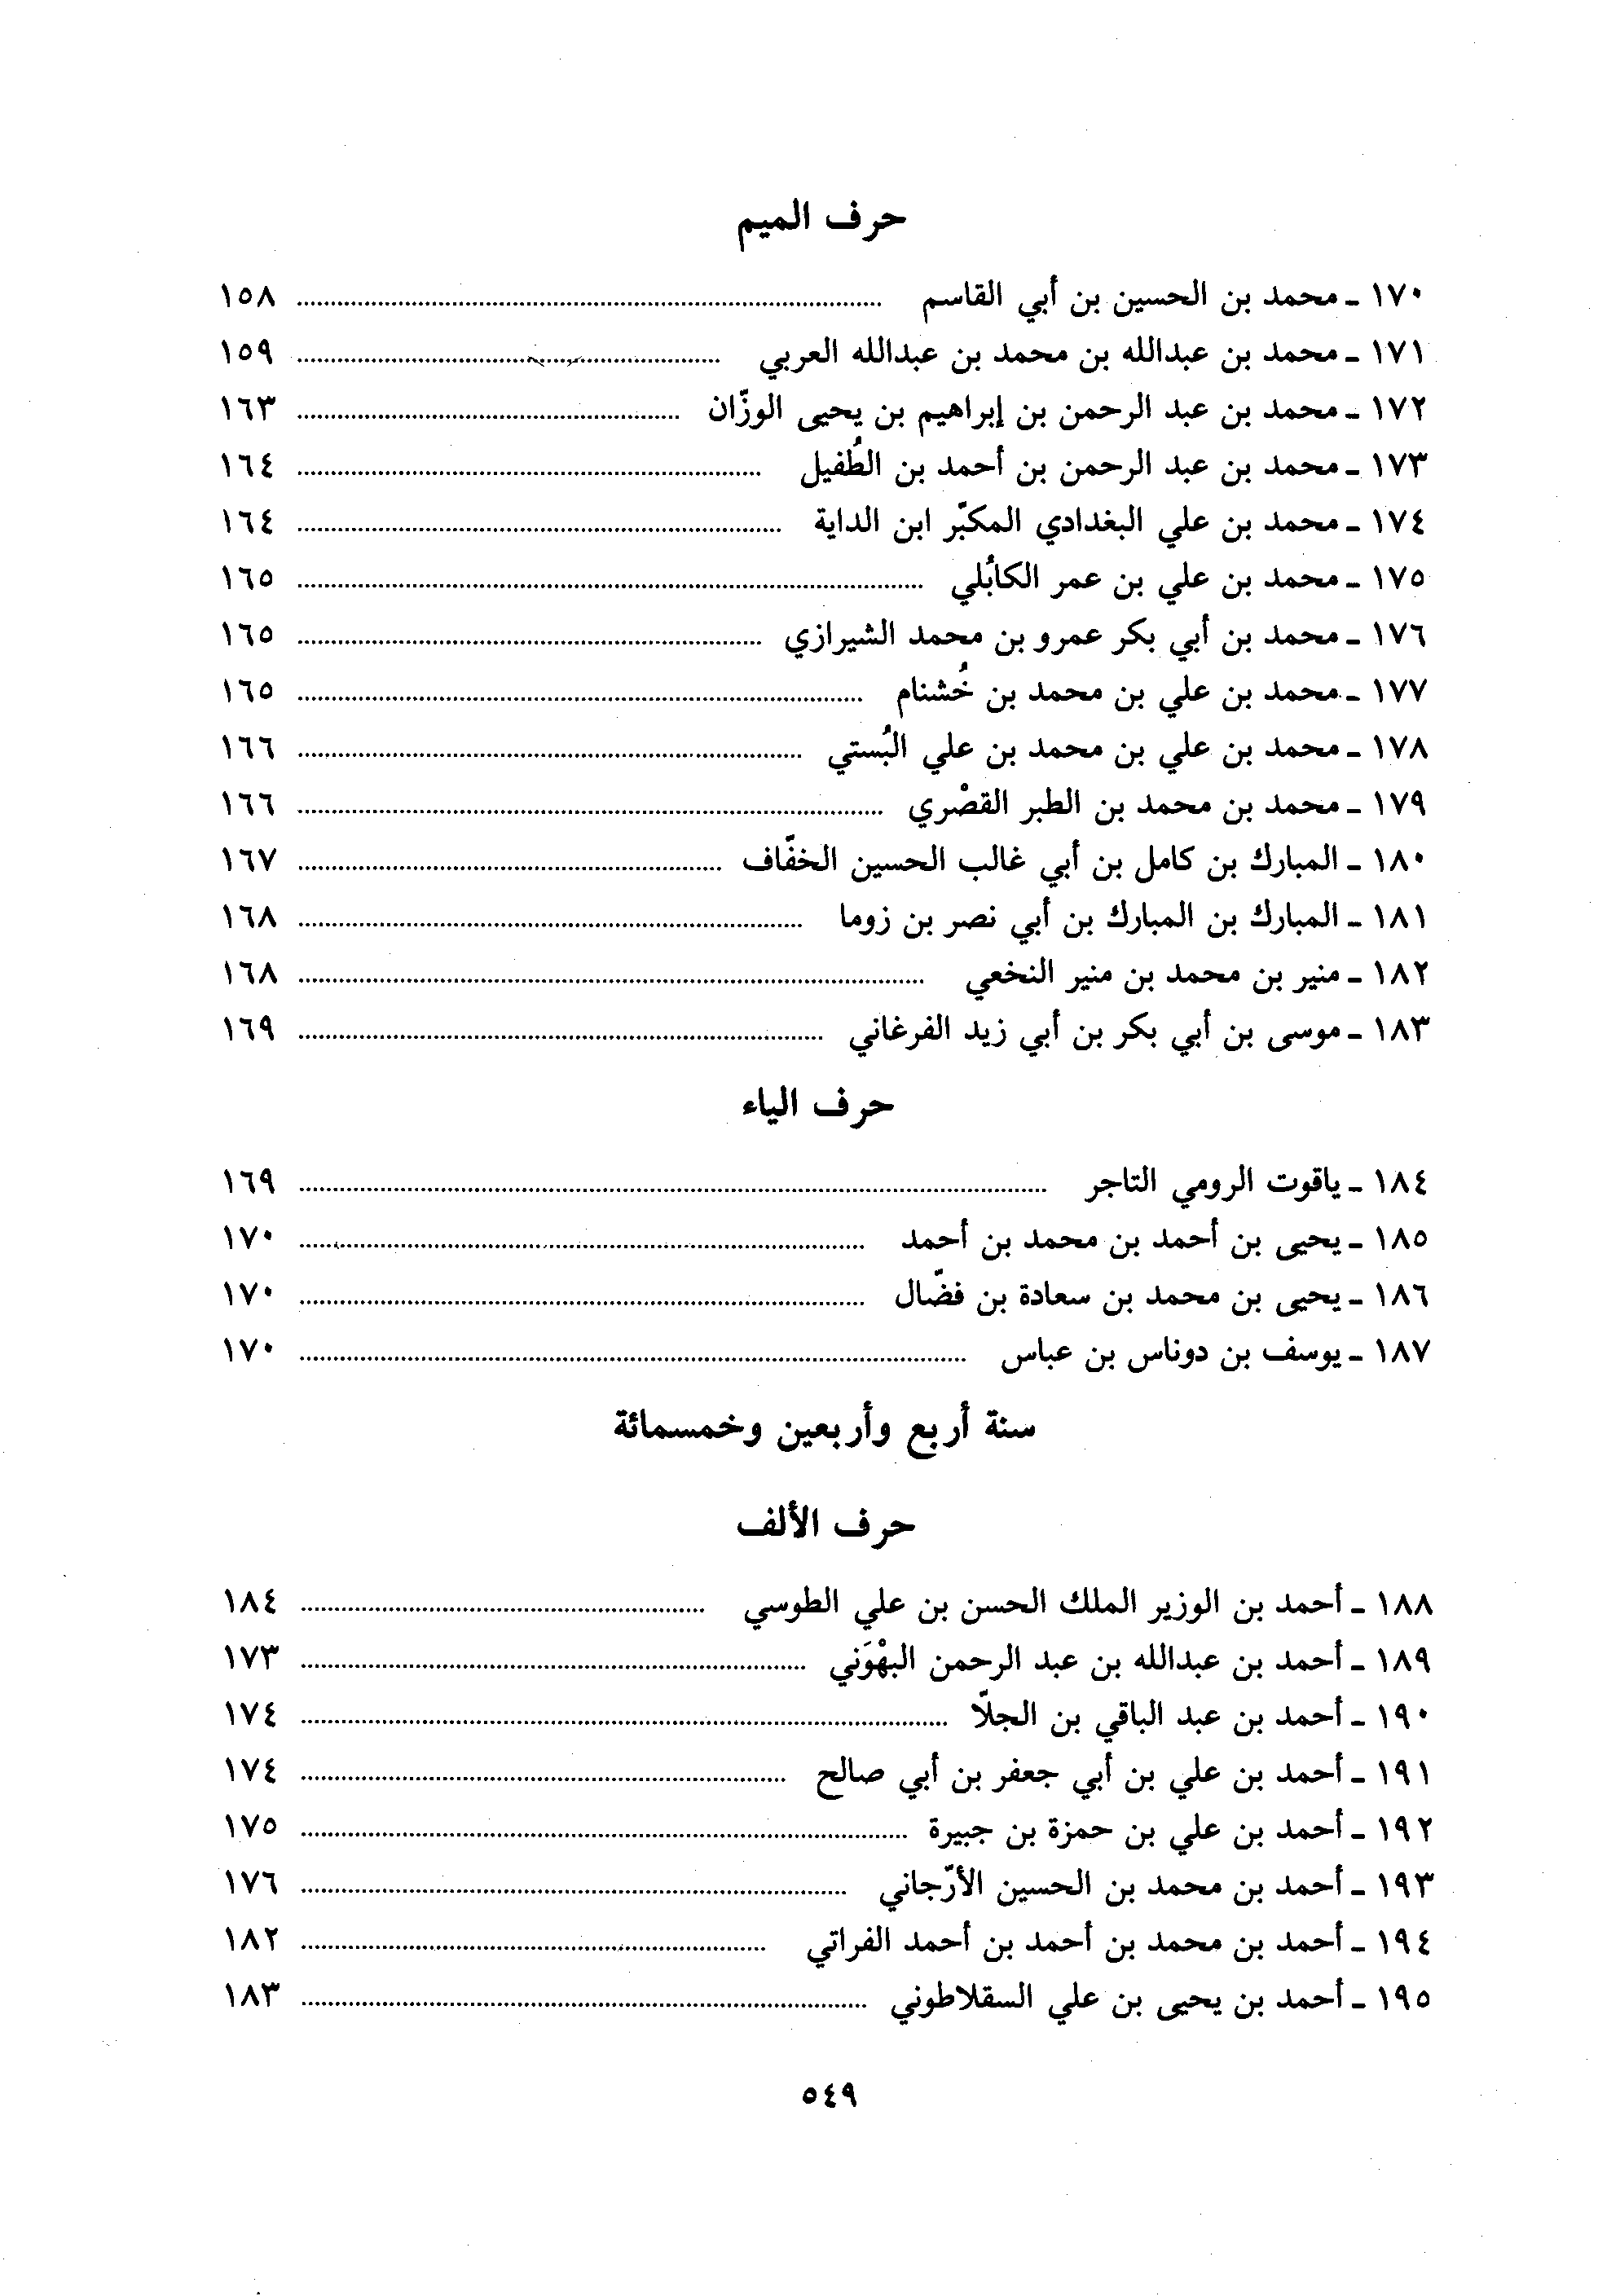 حرف الميم
١٧٠ ـ محمد بن الحسين بن أبي القاسم ........ ١٥٨
١٧١ ـ محمد بن عبدالله بن محمد بن عبدالله العربي ........ ١٥٩
١٧٢ ـ محمد بن عبد الرحمن بن إبراهيم بن يحيى الوزّان ........ ١٦٣
١٧٣ ـ محمد بن عبد الرحمن بن أحمد بن الطُفيل ........ ١٦٤
١٧٤ ـ محمد بن علي البغدادي المكبّر ابن الداية ........ ١٦٤
١٧٥ ـ محمد بن علي بن عمر الكابُلي ........ ١٦٥
١٧٦ ـ محمد بن أبي بكر عمرو بن محمد الشيرازي ........ ١٦٥
١٧٧ ـ محمد بن علي بن محمد بن خُشنام ........ ١٦٥
١٧٨ ـ محمد بن علي بن محمد بن علي البُستي ........ ١٦٦
١٧٩ ـ محمد بن محمد بن الطبر القصْري ........ ١٦٦
١٨٠ ـ المبارك بن كامل بن أبي غالب الحسين الخفّاف ........ ١٦٧
١٨١ ـ المبارك بن المبارك بن أبي نصر بن زوما ........ ١٦٨
١٨٢ ـ منير بن محمد بن منير النخعي ........ ١٦٨
١٨٣ ـ موسى بن أبي بكر بن أبي زيد الفرغاني ........ ١٦٩
حرف الياء
١٨٤ ـ ياقوت الرومي التاجر ........ ١٦٩
١٨٥ ـ يحيى بن أحمد بن محمد بن أحمد ........ ١٧٠
١٨٦ ـ يحيى بن محمد بن سعادة بن فضّال ........ ١٧٠
١٨٧ ـ يوسف بن دوناس بن عباس ........ ١٧٠
سنة أربع وأربعين وخمسمائة
حرف الألف
١٨٨ ـ أحمد بن الوزير الملك الحسن بن علي الطوسي ........ ١٨٤
١٨٩ ـ أحمد بن عبدالله بن عبد الرحمن البهْوَني ........ ١٧٣
١٩٠ ـ أحمد بن عبد الباقي بن الجلّا ........ ١٧٤
١٩١ ـ أحمد بن علي بن أبي جعفر بن أبي صالح ........ ١٧٤
١٩٢ ـ أحمد بن علي بن حمزة بن جبيرة ........ ١٧٥
١٩٣ ـ أحمد بن محمد بن الحسين الأرّجاني ........ ١٧٦
١٩٤ ـ أحمد بن محمد بن أحمد بن أحمد الفراتي ........ ١٨٢
١٩٥ ـ أحمد بن يحيى بن علي السقلاطوني ........ ١٨٣
٥٤٩